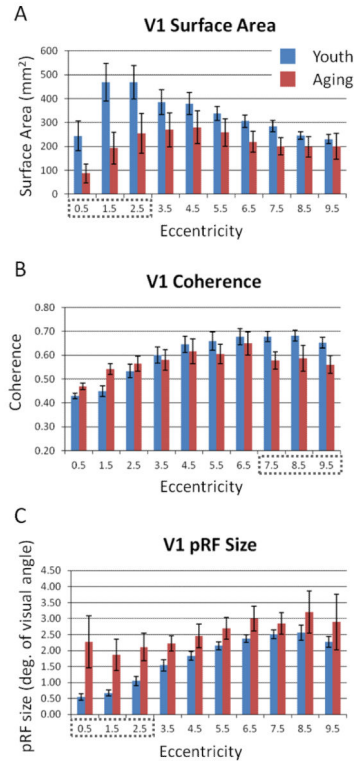 A
V1 Surface Area
Surface Area (mm²)
600
500
400
300
200
100
0
Youth
Aging
0.5 1.5 2.5 3.5 4.5 5.5 6.5 7.5 8.5 9.5
Eccentricity
B
V1 Coherence
Coherence
0.80
0.70
0.60
0.50
0.40
0.30
0.20
0.5 1.5 2.5 3.5 4.5 5.5 6.5 7.5 8.5 9.5
Eccentricity
C
V1 pRF Size
pRF size (deg. of visual angle)
4.50
4.00
3.50
3.00
2.50
2.00
1.50
1.00
0.50
0.00
0.5 1.5 2.5 3.5 4.5 5.5 6.5 7.5 8.5 9.5
Eccentricity